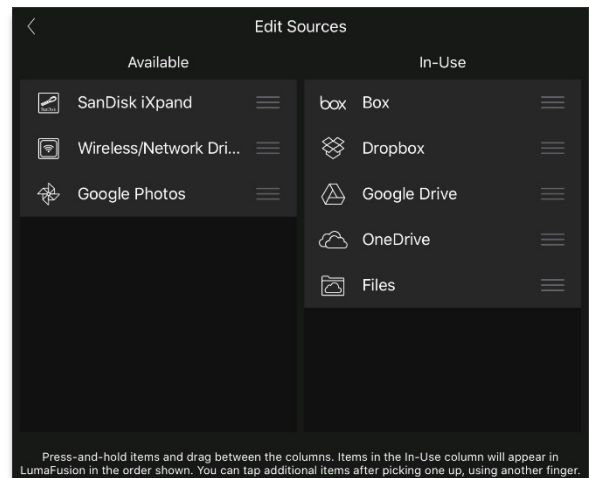 Edit Sources
Available
In-Use
SanDisk iXpand
Wireless/Network Dri...
Google Photos
box Box
Dropbox
Google Drive
OneDrive
Files
Press-and-hold items and drag between the columns. Items in the In-Use column will appear in
LumaFusion in the order shown. You can tap additional items after picking one up, using another finger.